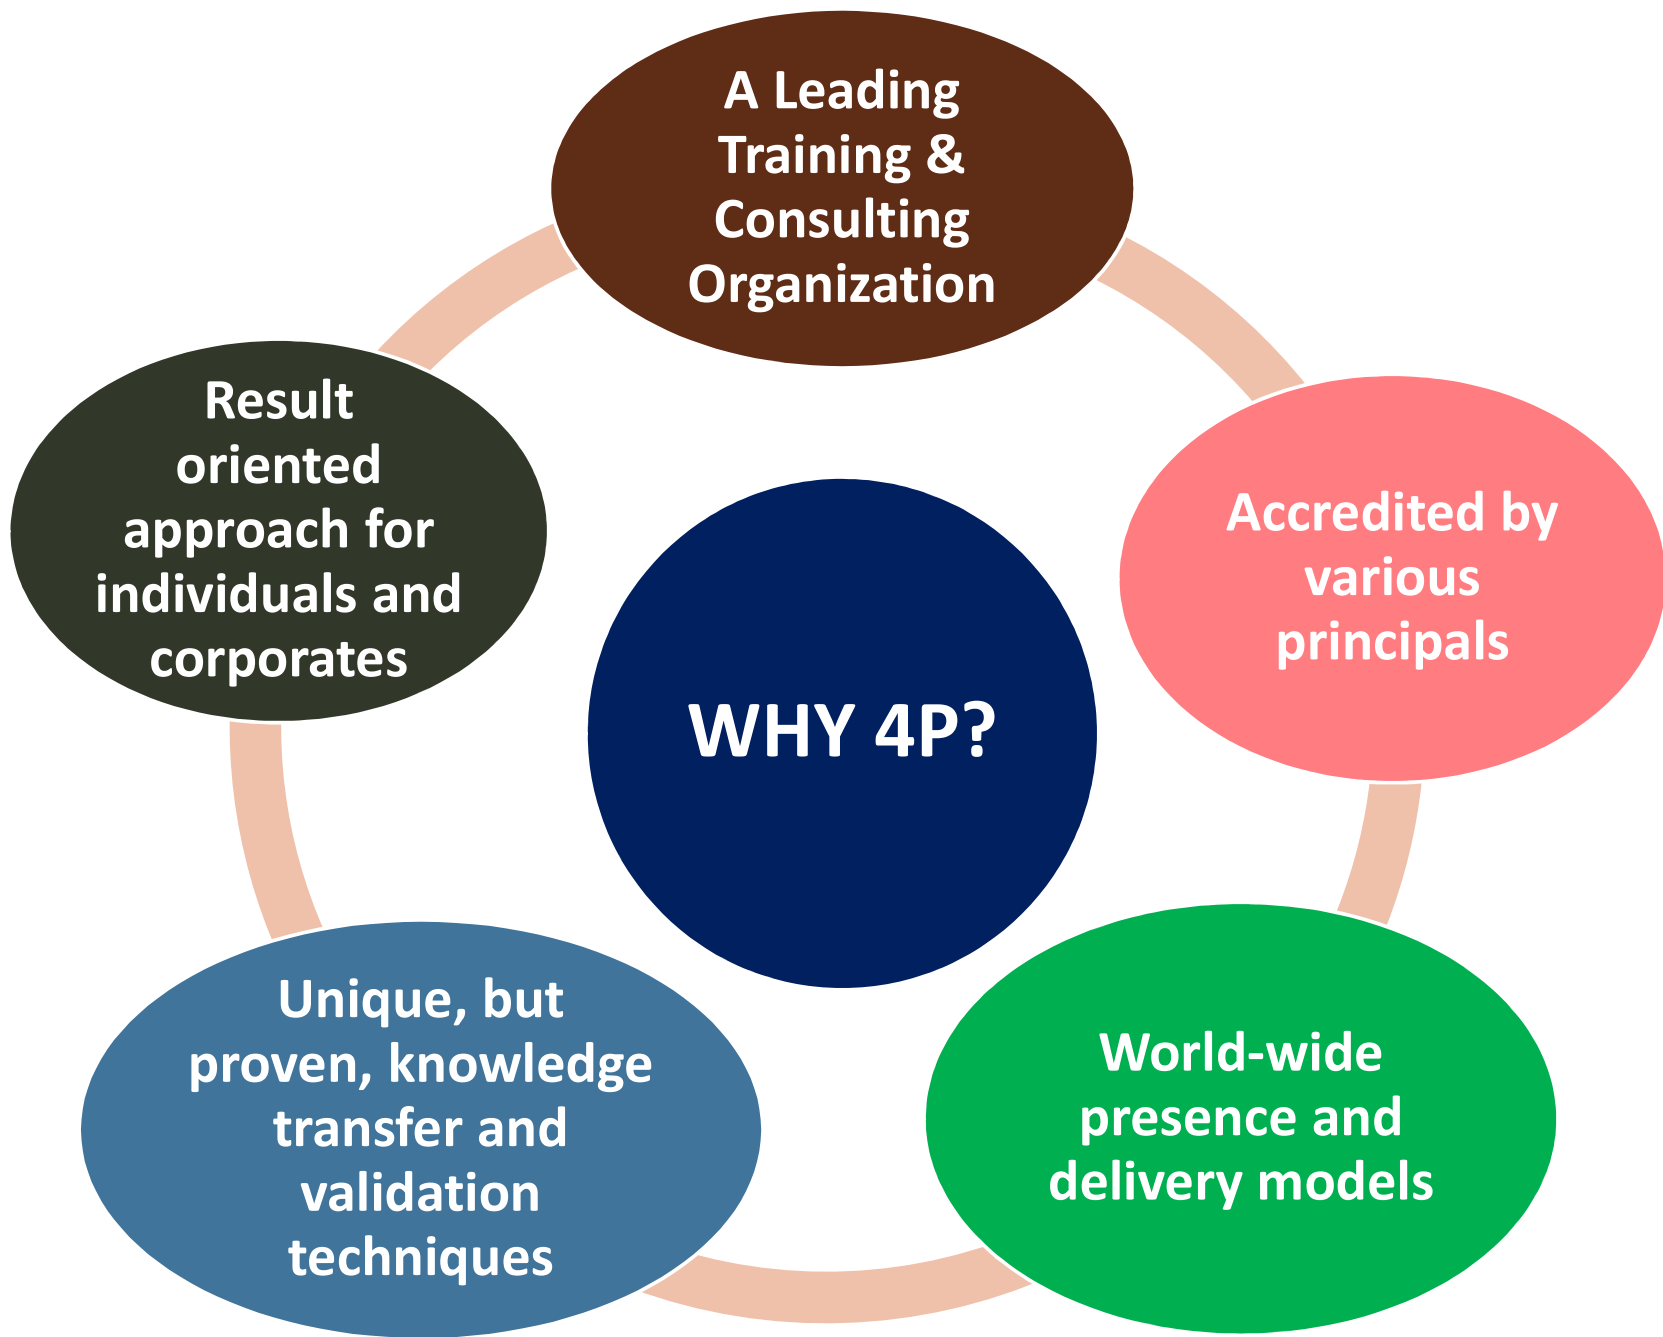 A Leading
Training &
Consulting
Organization
Accredited by
various
principals
World-wide
presence and
delivery models
Unique, but
proven, knowledge
transfer and
validation
techniques
Result
oriented
approach for
individuals and
corporates
WHY 4P?